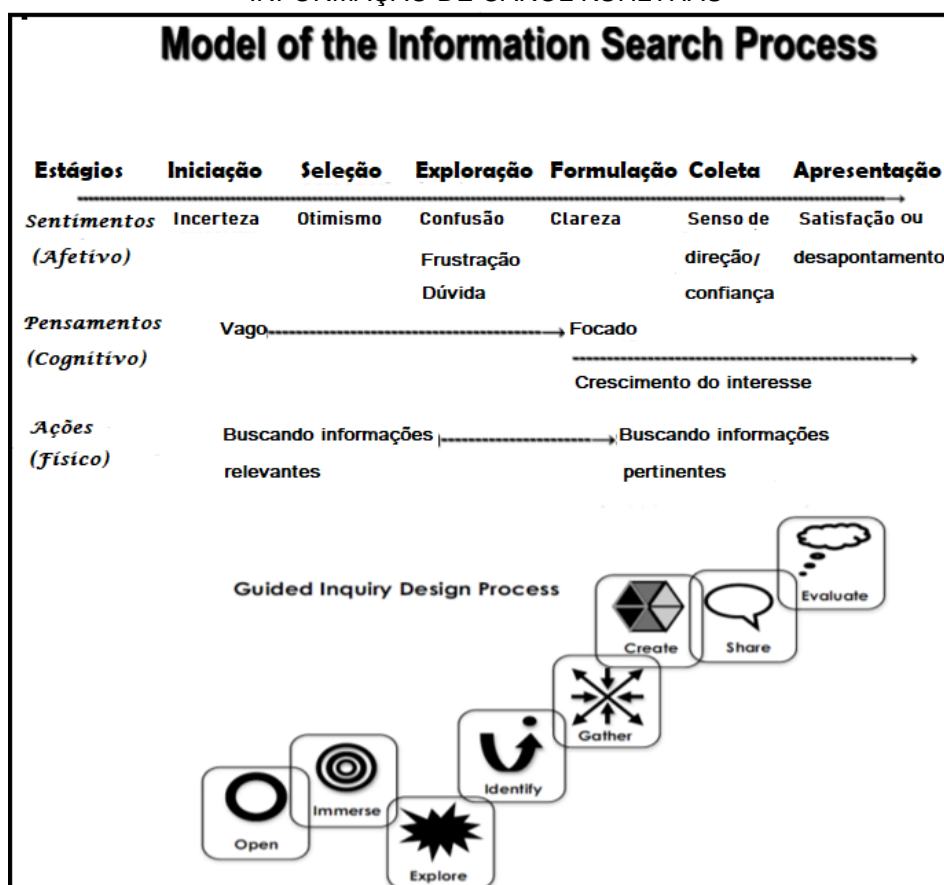 Model of the Information Search Process
Estágios Iniciação Seleção Exploração Formulação Coleta Apresentação
Sentimentos Incerteza Otimismo Confusão Clareza Senso de Satisfação ou
(Afetivo) Frustração direção/ desapontamento
Dúvida confiança
Pensamentos Vago Focado
(Cognitivo)
Crescimento do interesse
Ações Buscando informações Buscando informações
(Físico)
relevantes pertinentes
Guided Inquiry Design Process
Evaluate
Create Share
Gather
Identify
Immerse
Open
Explore